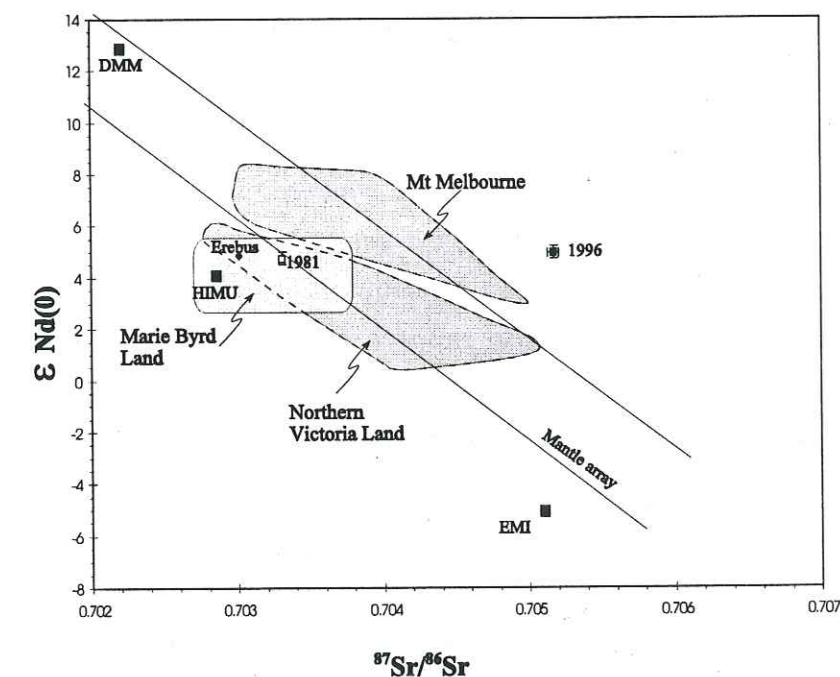 14
12
10
8
6
4
2
0
-2
-4
-6
-8
ε Nd(0)
DMM
Mt Melbourne
1996
Erebus
1981
HIMU
Marie Byrd
Land
Northern
Victoria Land
Mantle array
EMI
0.702
0.703
0.704
0.705
0.706
0.707
⁸⁷Sr/⁸⁶Sr